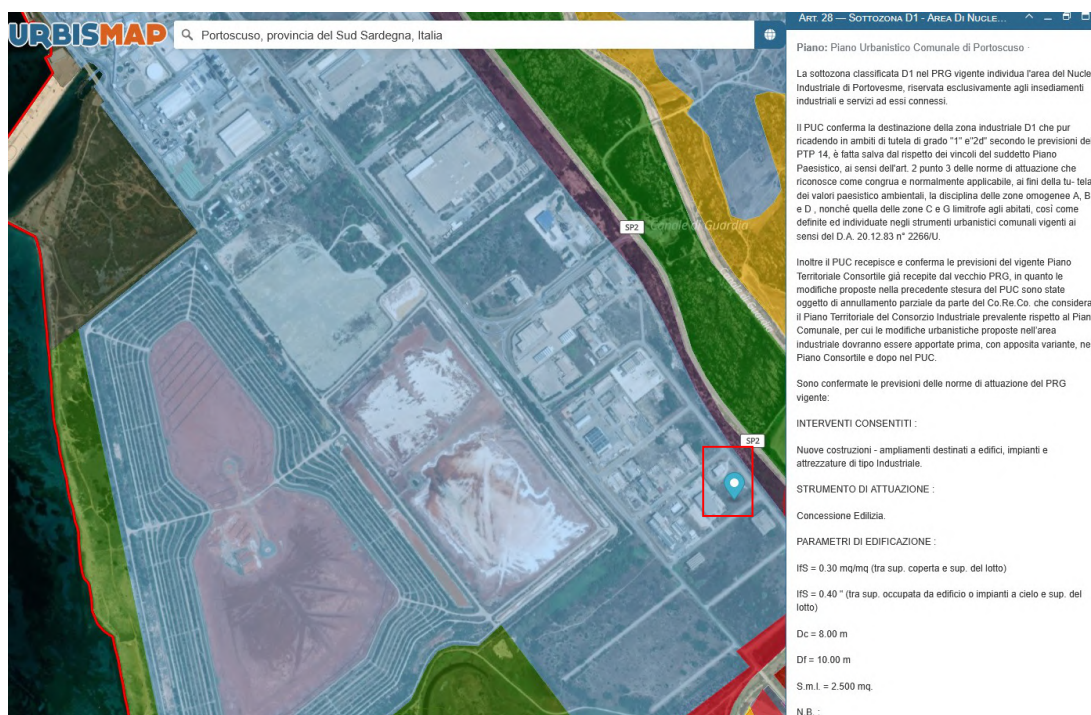 URBISMAP
Portoscuso, provincia del Sud Sardegna, Italia
SP2
Canale di Guardia
SP2
ART. 28 — SOTTOZONA D1 - AREA DI NUCLE...
Piano: Piano Urbanistico Comunale di Portoscuso -
La sottozona classificata D1 nel PRG vigente individua l'area del Nucle
Industriale di Portovesme, riservata esclusivamente agli insediamenti
industriali e servizi ad essi connessi.
Il PUC conferma la destinazione della zona industriale D1 che pur
ricadendo in ambiti di tutela di grado "1" e"2d" secondo le previsioni de
PTP 14, è fatta salva dal rispetto dei vincoli del suddetto Piano
Paesistico, ai sensi dell'art. 2 punto 3 delle norme di attuazione che
riconosce come congrua e normalmente applicabile, ai fini della tu- tela
dei valori paesistico ambientali, la disciplina delle zone omogenee A, B
e D , nonchè quella delle zone C e G limitrofe agli abitati, così come
definite ed individuate negli strumenti urbanistici comunali vigenti ai
sensi del D.A. 20.12.83 n° 2266/U.
Inoltre il PUC recepisce e conferma le previsioni del vigente Piano
Territoriale Consortile già recepite dal vecchio PRG, in quanto le
modifiche proposte nella precedente stesura del PUC sono state
oggetto di annullamento parziale da parte del Co.Re.Co. che considera
il Piano Territoriale del Consorzio Industriale prevalente rispetto al Pian
Comunale, per cui le modifiche urbanistiche proposte nell'area
industriale dovranno essere apportate prima, con apposita variante, ne
Piano Consortile e dopo nel PUC.
Sono confermate le previsioni delle norme di attuazione del PRG
vigente:
INTERVENTI CONSENTITI :
Nuove costruzioni - ampliamenti destinati a edifici, impianti e
attrezzature di tipo Industriale.
STRUMENTO DI ATTUAZIONE :
Concessione Edilizia.
PARAMETRI DI EDIFICAZIONE :
IfS = 0.30 mq/mq (tra sup. coperta e sup. del lotto)
IfS = 0.40 " (tra sup. occupata da edificio o impianti a cielo e sup. del
lotto)
Dc = 8.00 m
Df = 10.00 m
S.m.I. = 2.500 mq.
N.B. :